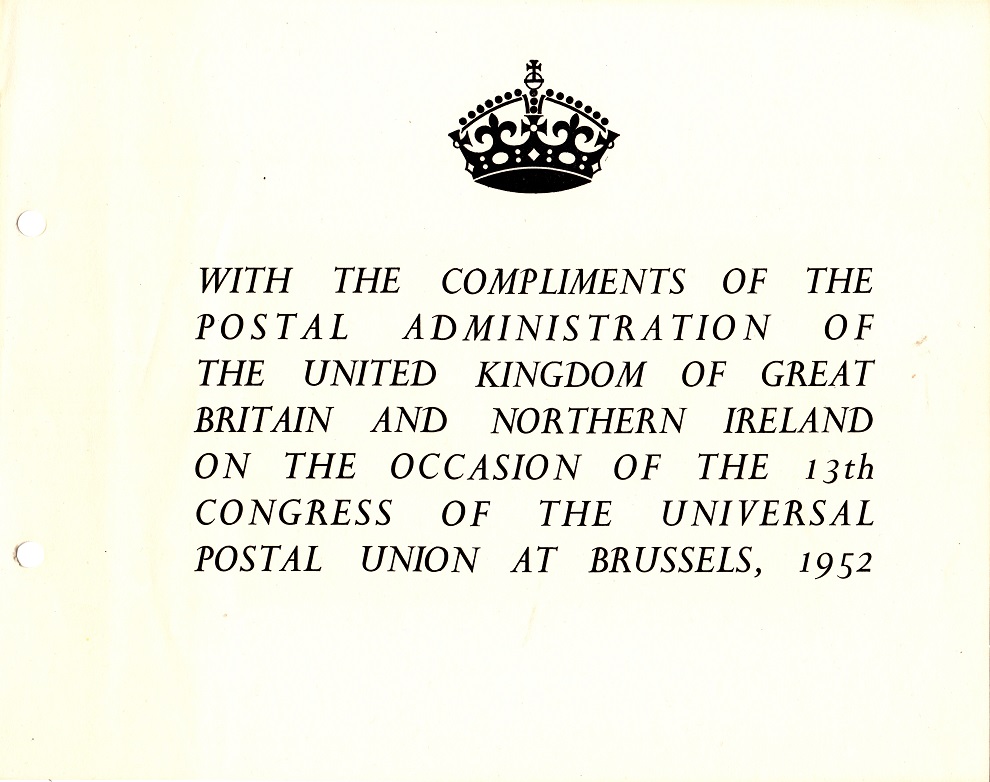 WITH THE COMPLIMENTS OF THE
POSTAL ADMINISTRATION OF
THE UNITED KINGDOM OF GREAT
BRITAIN AND NORTHERN IRELAND
ON THE OCCASION OF THE 13th
CONGRESS OF THE UNIVERSAL
POSTAL UNION AT BRUSSELS, 1952